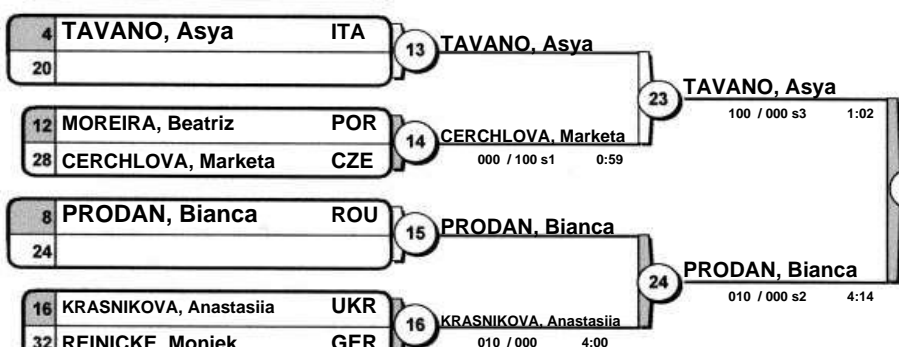 4 TAVANO, Asya ITA
20
13 TAVANO, Asya
23 TAVANO, Asya
100 / 000 s3 1:02
12 MOREIRA, Beatriz POR
28 CERCHLOVA, Marketa CZE
14 CERCHLOVA, Marketa
000 / 100 s1 0:59
8 PRODAN, Bianca ROU
24
15 PRODAN, Bianca
24 PRODAN, Bianca
010 / 000 s2 4:14
16 KRASNIKOVA, Anastasiia UKR
32 REINICKE, Moniek GER
16 KRASNIKOVA, Anastasiia
010 / 000 4:00